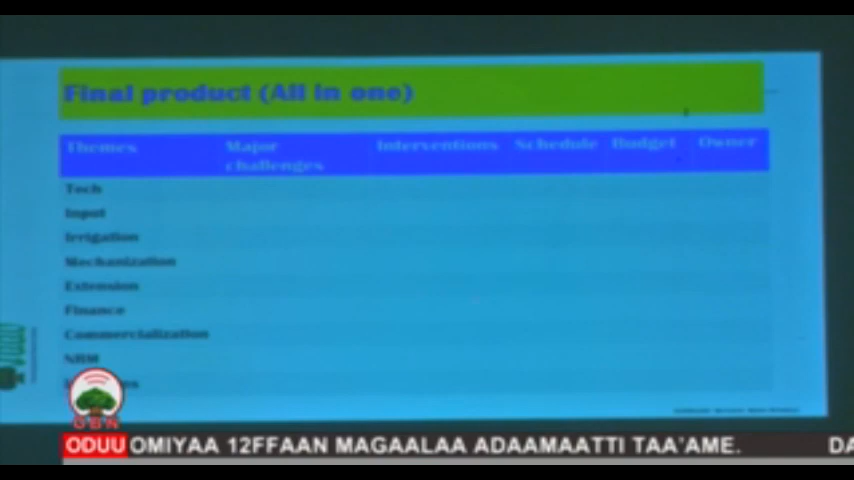 Final product (All in one)
Themes Major challenges Interventions Schedule Budget Owner
Tech
Input
Irrigation
Mechanization
Extension
Finance
Commercialization
NRM
OBN
ODUU OMIYAA 12FFAAN MAGAALAA ADAAMAATTI TAA'AME. DA